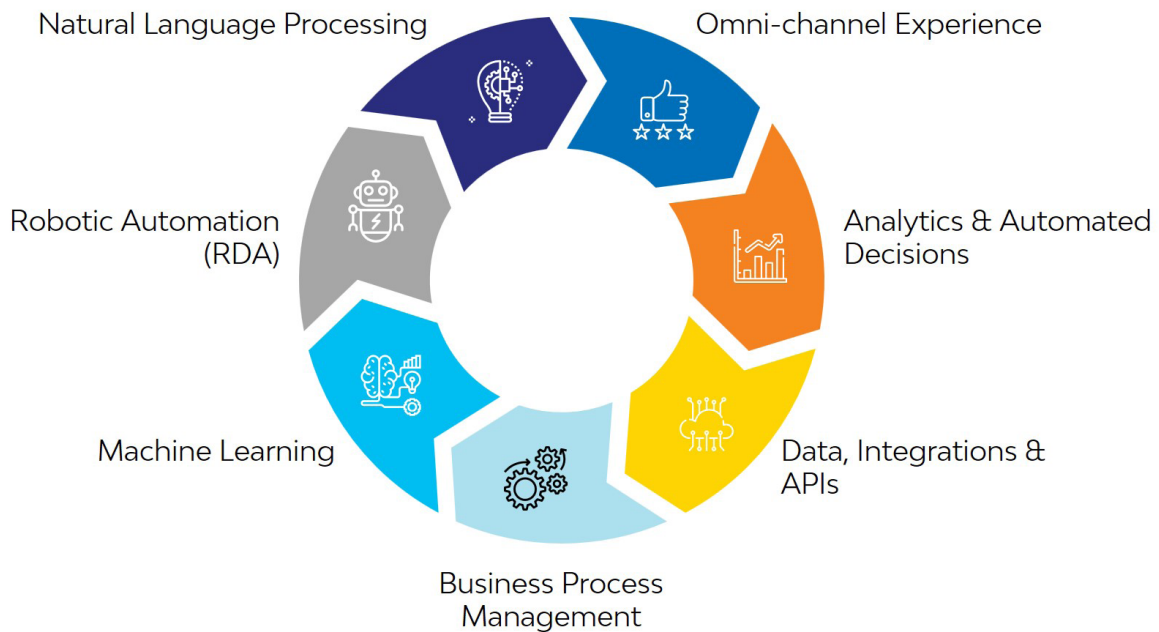 Natural Language Processing
Omni-channel Experience
Robotic Automation
(RDA)
Analytics & Automated
Decisions
Machine Learning
Data, Integrations &
APIs
Business Process
Management